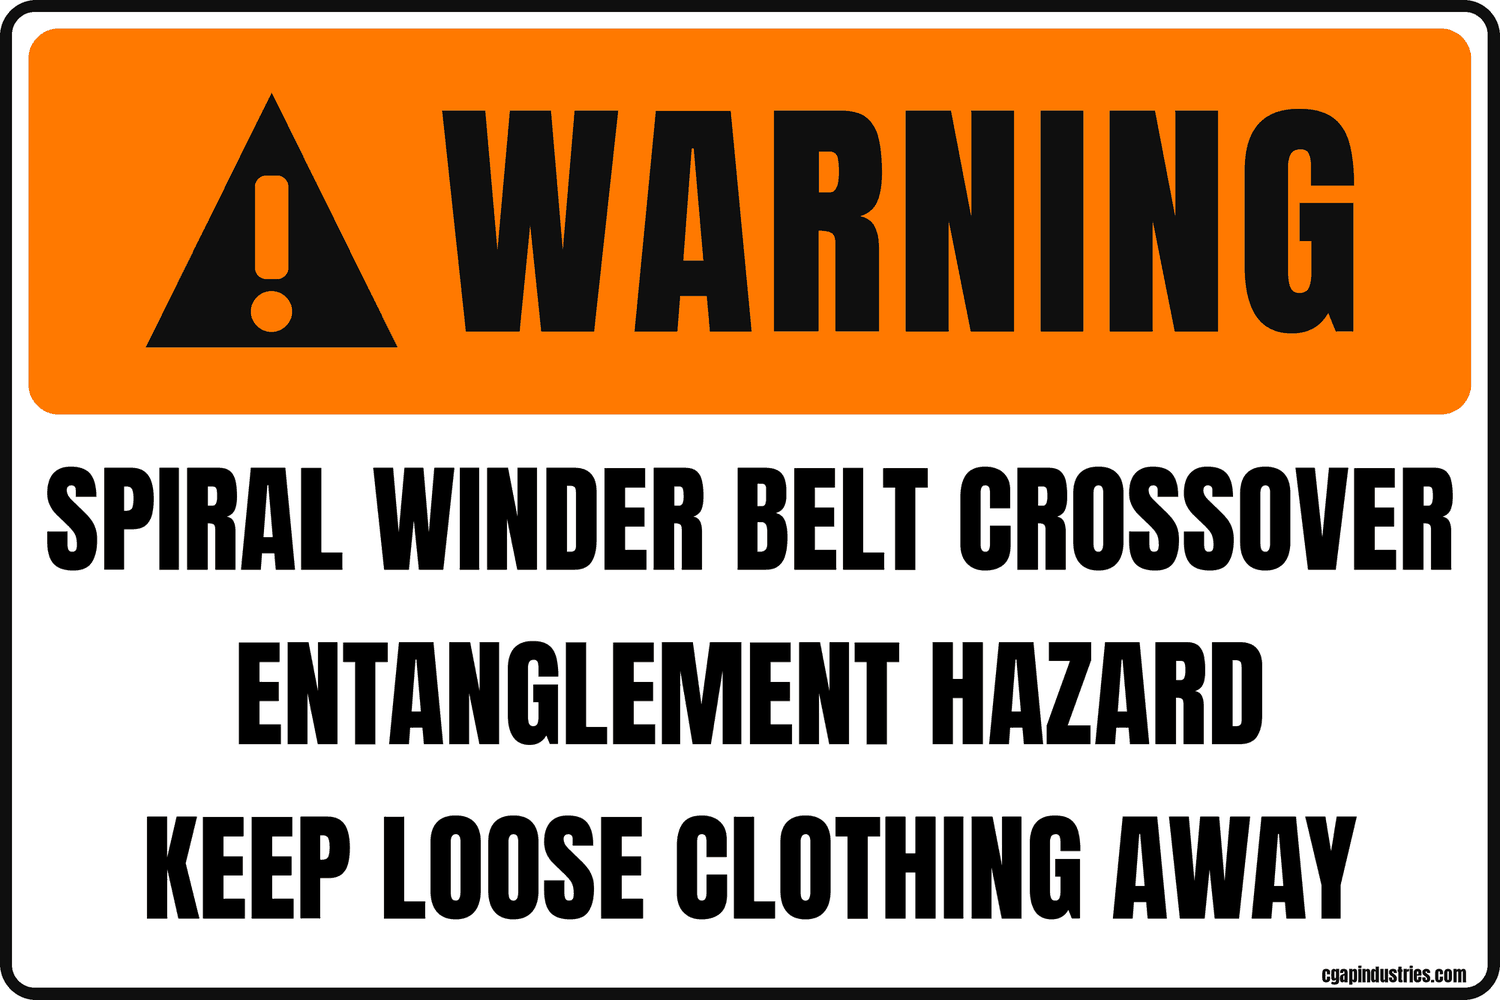 WARNING
SPIRAL WINDER BELT CROSSOVER
ENTANGLEMENT HAZARD
KEEP LOOSE CLOTHING AWAY
cgapindustries.com